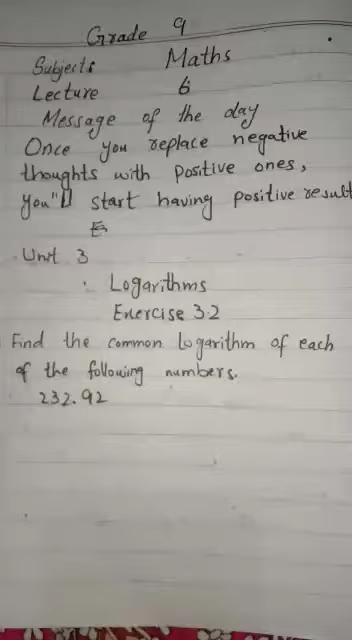 Grade 9
Subject: Maths
Lecture 6
Message of the day
Once you replace negative
thoughts with positive ones,
you"ll start having positive result
Unit 3
Logarithms
Exercise 3.2
Find the common logarithm of each
of the following numbers.
232.92